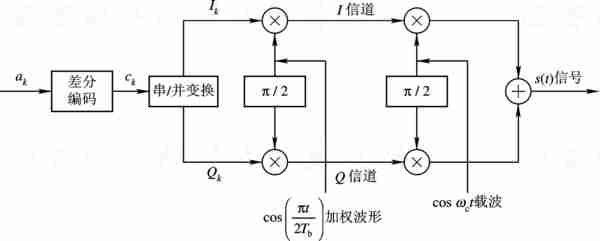 a_k
差分
编码
c_k
串/并变换
I_k
I 信道
π / 2
π / 2
s(t)信号
Q_k
Q 信道
cos(πt/2T_b)加权波形
cos ω_c t载波